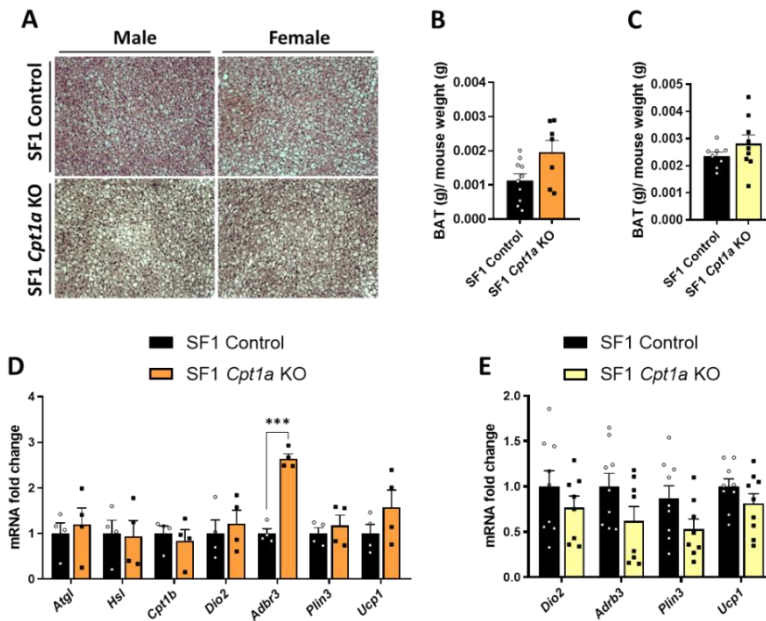 A
Male
Female
SF1 Control
SF1 Cpt1a KO
B
BAT (g)/ mouse weight (g)
0.004
0.003
0.002
0.001
0.000
SF1 Control
SF1 Cpt1a KO
C
BAT (g)/ mouse weight (g)
0.005
0.004
0.003
0.002
0.001
0.000
SF1 Control
SF1 Cpt1a KO
D
SF1 Control
SF1 Cpt1a KO
mRNA fold change
4
3
2
1
0
***
Atgl
Hsl
Cpt1b
Dio2
Adbr3
Plin3
Ucp1
E
SF1 Control
SF1 Cpt1a KO
mRNA fold change
2.0
1.5
1.0
0.5
0.0
Dio2
Adrb3
Plin3
Ucp1